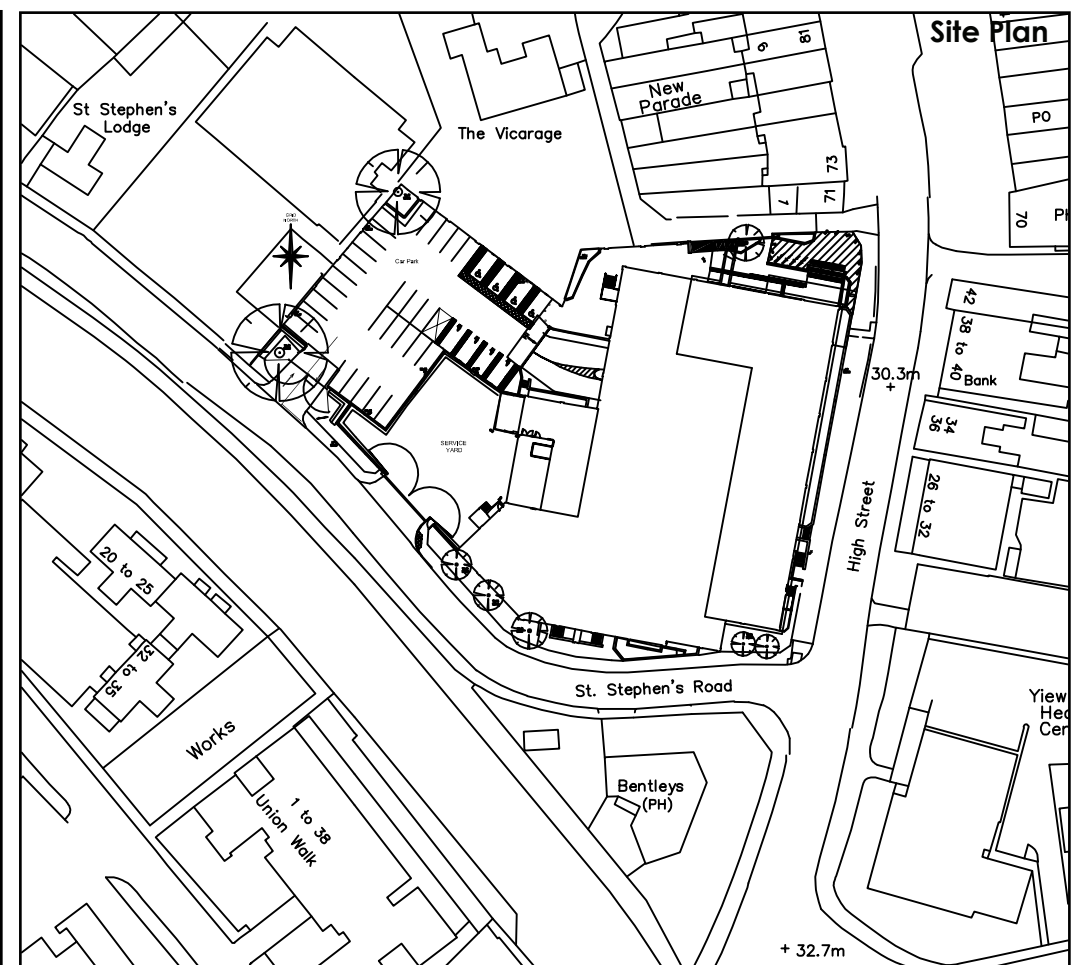 Site Plan
St Stephen's
Lodge
The Vicarage
New
Parade
6
81
PO
73
71
1
70
GRID
NORTH
Car Park
42
38 to 40
Bank
30.3m
34
36
26 to 32
High Street
SERVICE
YARD
20 to 25
32 to 35
Works
1 to 38
Union Walk
St. Stephen's Road
Bentleys
(PH)
32.7m